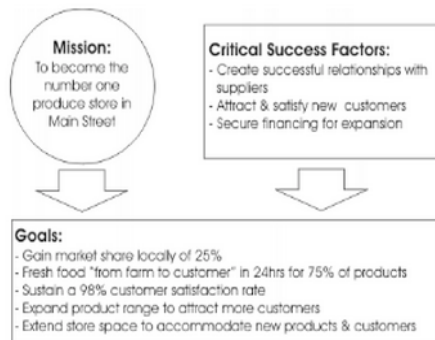 Mission:
To become the
number one
produce store in
Main Street
Critical Success Factors:
- Create successful relationships with
suppliers
- Attract & satisfy new customers
- Secure financing for expansion
Goals:
- Gain market share locally of 25%
- Fresh food "from farm to customer" in 24hrs for 75% of products
- Sustain a 98% customer satisfaction rate
- Expand product range to attract more customers
- Extend store space to accommodate new products & customers